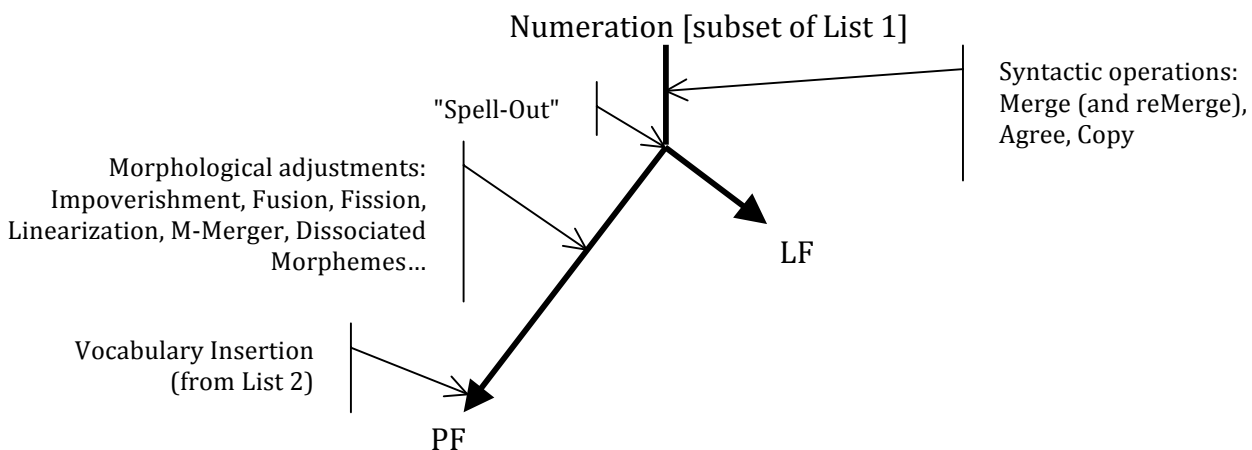 Numeration [subset of List 1]
Syntactic operations:
Merge (and reMerge),
Agree, Copy
"Spell-Out"
Morphological adjustments:
Impoverishment, Fusion, Fission,
Linearization, M-Merger, Dissociated
Morphemes…
LF
Vocabulary Insertion
(from List 2)
PF